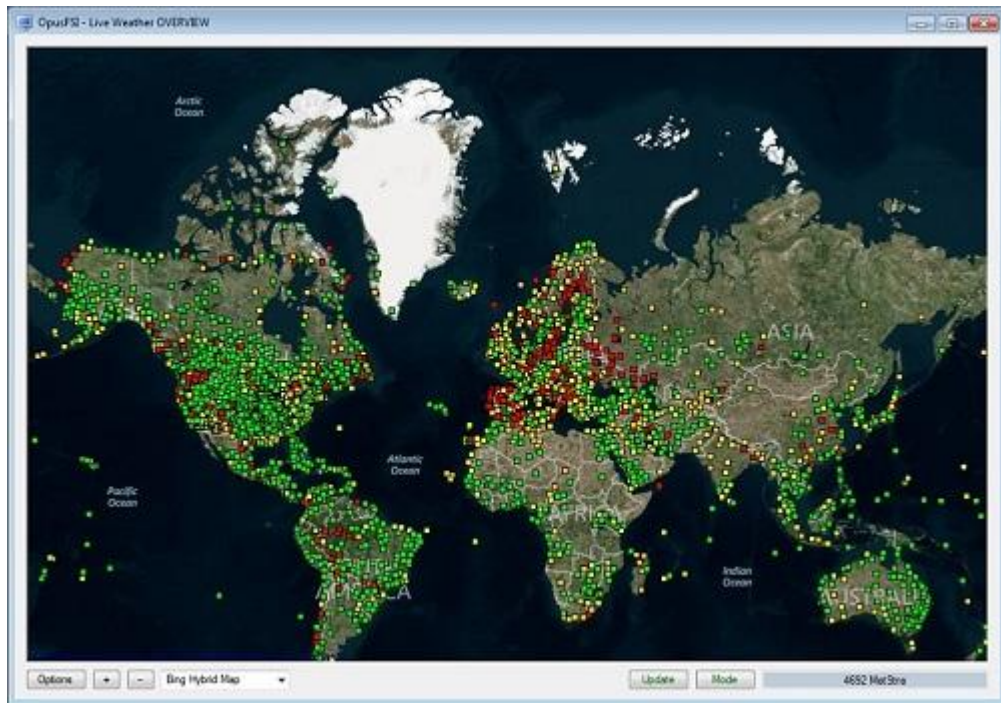 OpusFSI - Live Weather OVERVIEW
Arctic
Ocean
ASIA
Atlantic
Ocean
Pacific
Ocean
AFRICA
Indian
Ocean
Options
+
-
Bing Hybrid Map
Update
Mode
4692 MetStns